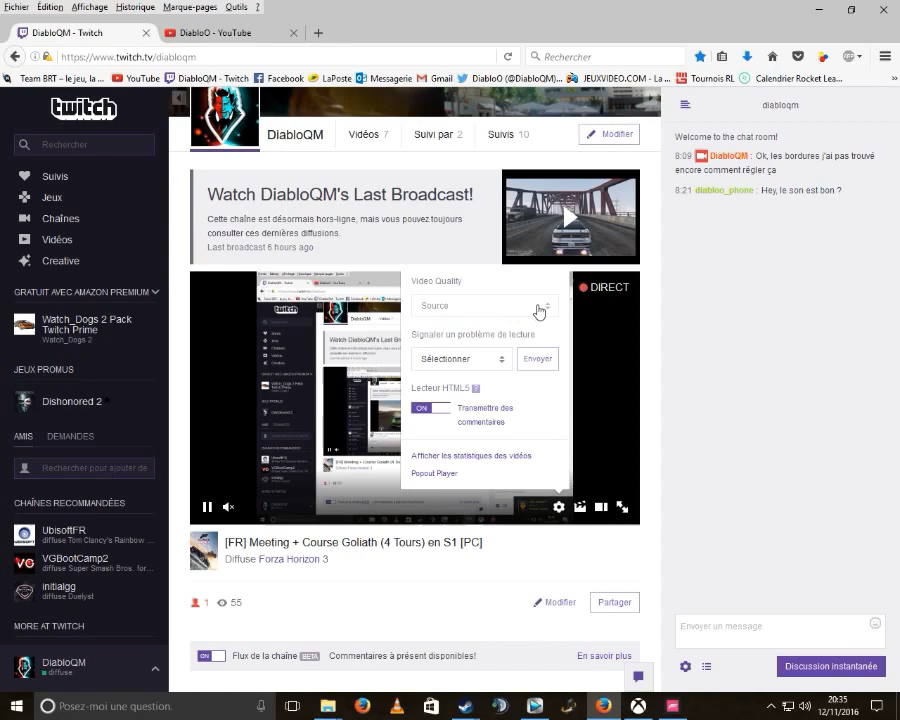 Fichier Édition Affichage Historique Marque-pages Outils ?
DiabloQM - Twitch
DiabloO - YouTube
https://www.twitch.tv/diabloqm
Rechercher
Team BRT – le jeu, la ... YouTube DiabloQM - Twitch Facebook LaPoste Messagerie Gmail DiabloO (@DiabloQM)... JEUXVIDEO.COM - La ... Tournois RL Calendrier Rocket Lea...
twitch
Rechercher
Suivis
Jeux
Chaînes
Vidéos
Creative
GRATUIT AVEC AMAZON PREMIUM
Watch_Dogs 2 Pack
Twitch Prime
Watch_Dogs 2
JEUX PROMUS
Dishonored 2
AMIS DEMANDES
Rechercher pour ajouter de
CHAÎNES RECOMMANDÉES
UbisoftFR
diffuse Tom Clancy's Rainbow ...
VGBootCamp2
diffuse Super Smash Bros. for...
initialgg
diffuse Duelyst
MORE AT TWITCH
DiabloQM
diffuse
DiabloQM
Vidéos 7
Suivi par 2
Suivis 10
Modifier
Watch DiabloQM's Last Broadcast!
Cette chaîne est désormais hors-ligne, mais vous pouvez toujours
consulter ces dernières diffusions.
Last broadcast 6 hours ago
DIRECT
Video Quality
Source
Signaler un problème de lecture
Sélectionner
Envoyer
Lecteur HTML5 ?
ON
Transmettre des
commentaires
Afficher les statistiques des vidéos
Popout Player
[FR] Meeting + Course Goliath (4 Tours) en S1 [PC]
Diffuse Forza Horizon 3
1 55
Modifier
Partager
ON Flux de la chaîne BETA Commentaires à présent disponibles! En savoir plus
diabloqm
Welcome to the chat room!
8:09 DiabloQM : Ok, les bordures j'ai pas trouvé
encore comment régler ça
8:21 diabloo_phone : Hey, le son est bon ?
Envoyer un message
Discussion instantanée
Posez-moi une question.
20:35
12/11/2016